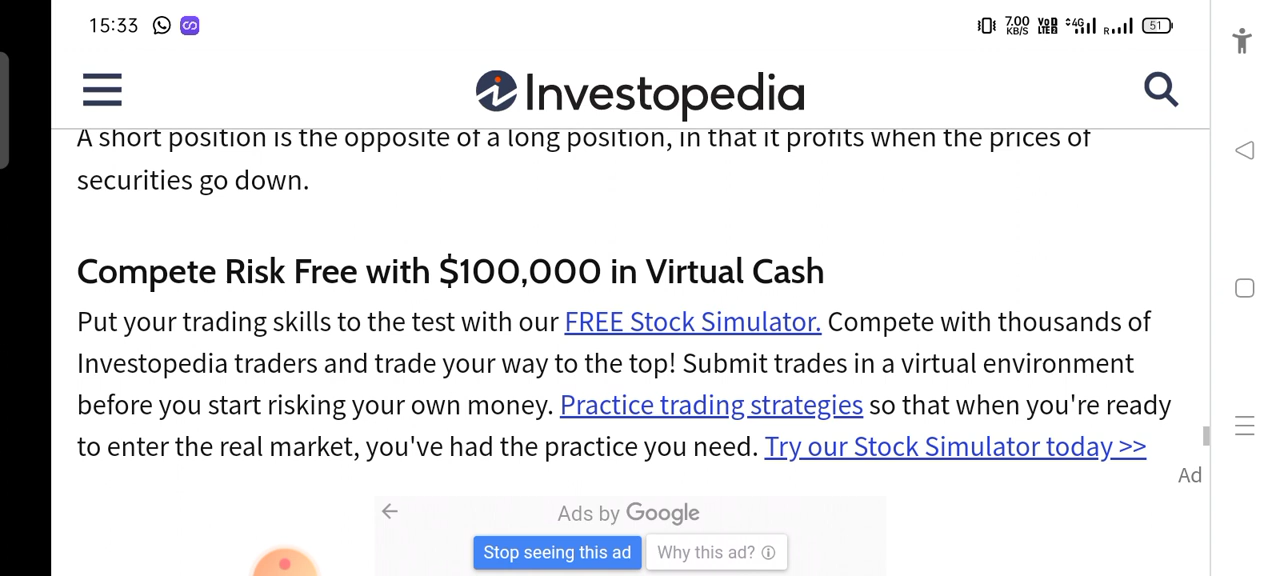 15:33 7.00 KB/S Vo LTE 4G R 51
Investopedia
A short position is the opposite of a long position, in that it profits when the prices of
securities go down.
Compete Risk Free with $100,000 in Virtual Cash
Put your trading skills to the test with our FREE Stock Simulator. Compete with thousands of
Investopedia traders and trade your way to the top! Submit trades in a virtual environment
before you start risking your own money. Practice trading strategies so that when you're ready
to enter the real market, you've had the practice you need. Try our Stock Simulator today >>
Ad
Ads by Google
Stop seeing this ad Why this ad?